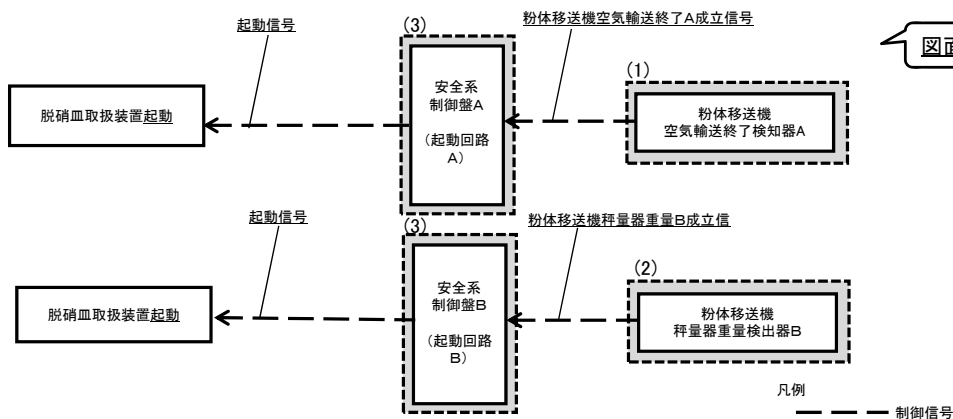 起動信号
(3)
粉体移送機空気輸送終了A成立信号
図面
(1)
脱硝皿取扱装置起動
安全系
制御盤A
(起動回路
A)
粉体移送機
空気輸送終了検知器A
起動信号
(3)
粉体移送機秤量器重量B成立信
(2)
脱硝皿取扱装置起動
安全系
制御盤B
(起動回路
B)
粉体移送機
秤量器重量検出器B
凡例
制御信号